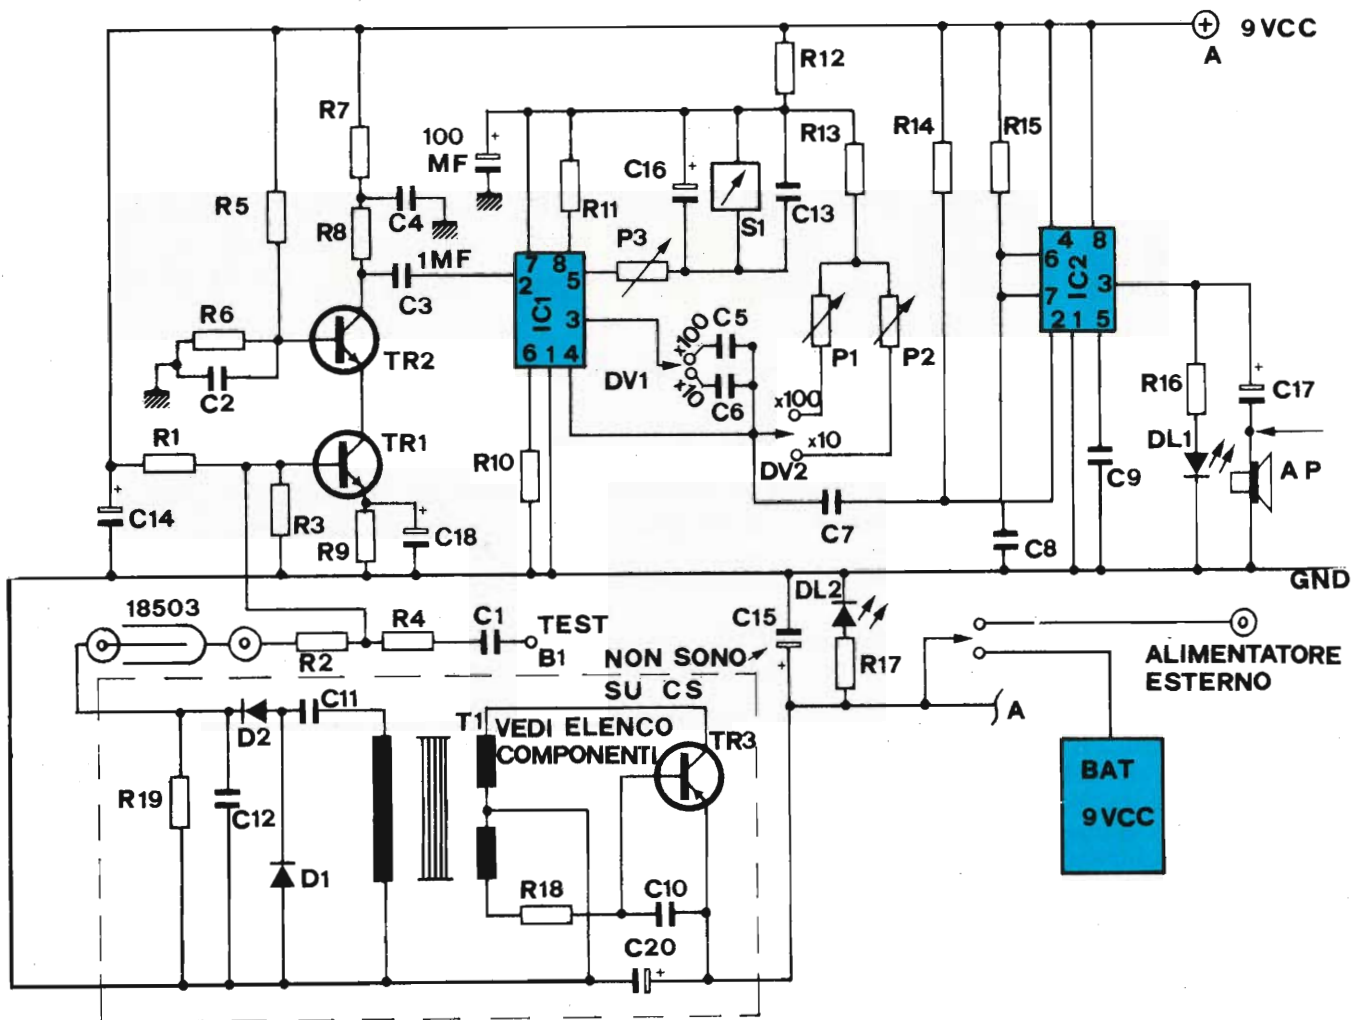 9 VCC
A
R12
R7
100
MF
R13
R14
R15
C16
R5
C4
R11
S1
C13
R8
P3
4 8
6
7 IC2 3
2 1 5
1MF
C3
7 8
2 5
IC1 3
6 1 4
R6
C2
TR2
x100
C5
x10
C6
DV1
P1
P2
x100
x10
DV2
R16
C17
DL1
AP
R1
TR1
R10
C14
R3
R9
C18
C7
C8
C9
GND
18503
R2
R4
C1
TEST
B1
C15
DL2
R17
NON SONO
SU CS
ALIMENTATORE
ESTERNO
A
C11
D2
T1
VEDI ELENCO
COMPONENTI
TR3
BAT
9 VCC
R19
C12
D1
R18
C10
C20